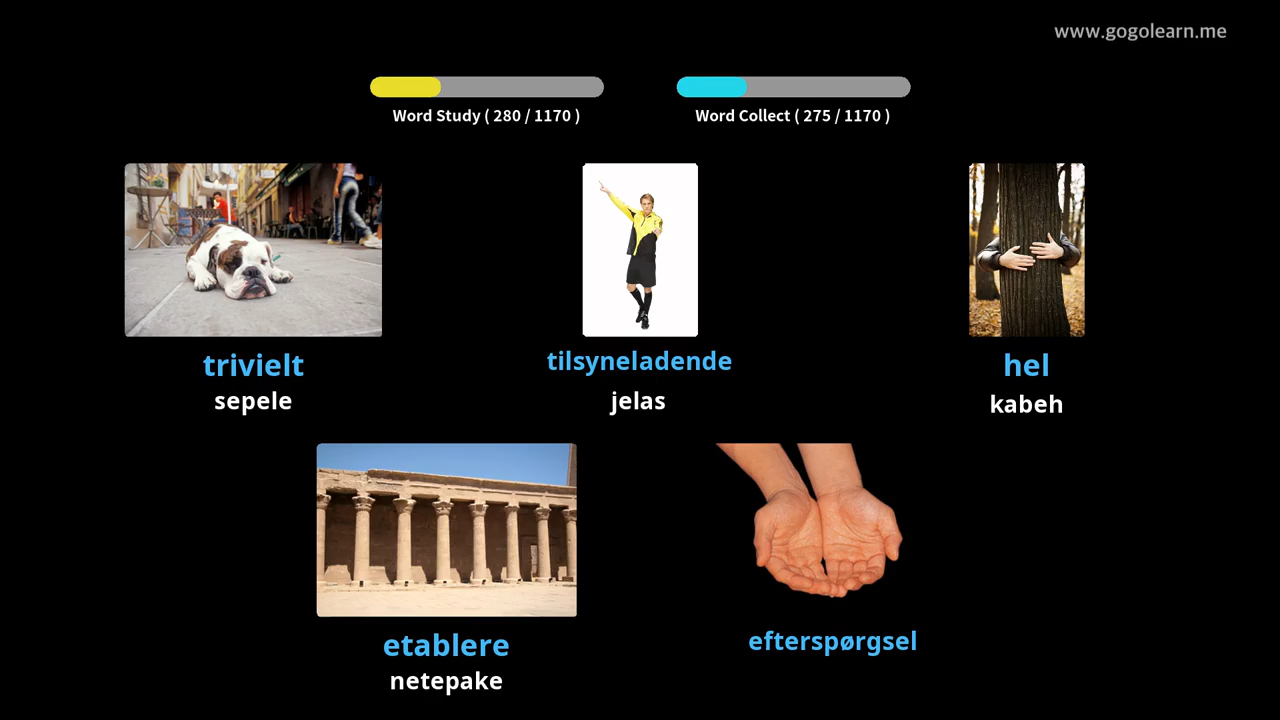 www.gogolearn.me
Word Study ( 280 / 1170 )
Word Collect ( 275 / 1170 )
trivielt
sepele
tilsyneladende
jelas
hel
kabeh
etablere
netepake
efterspørgsel